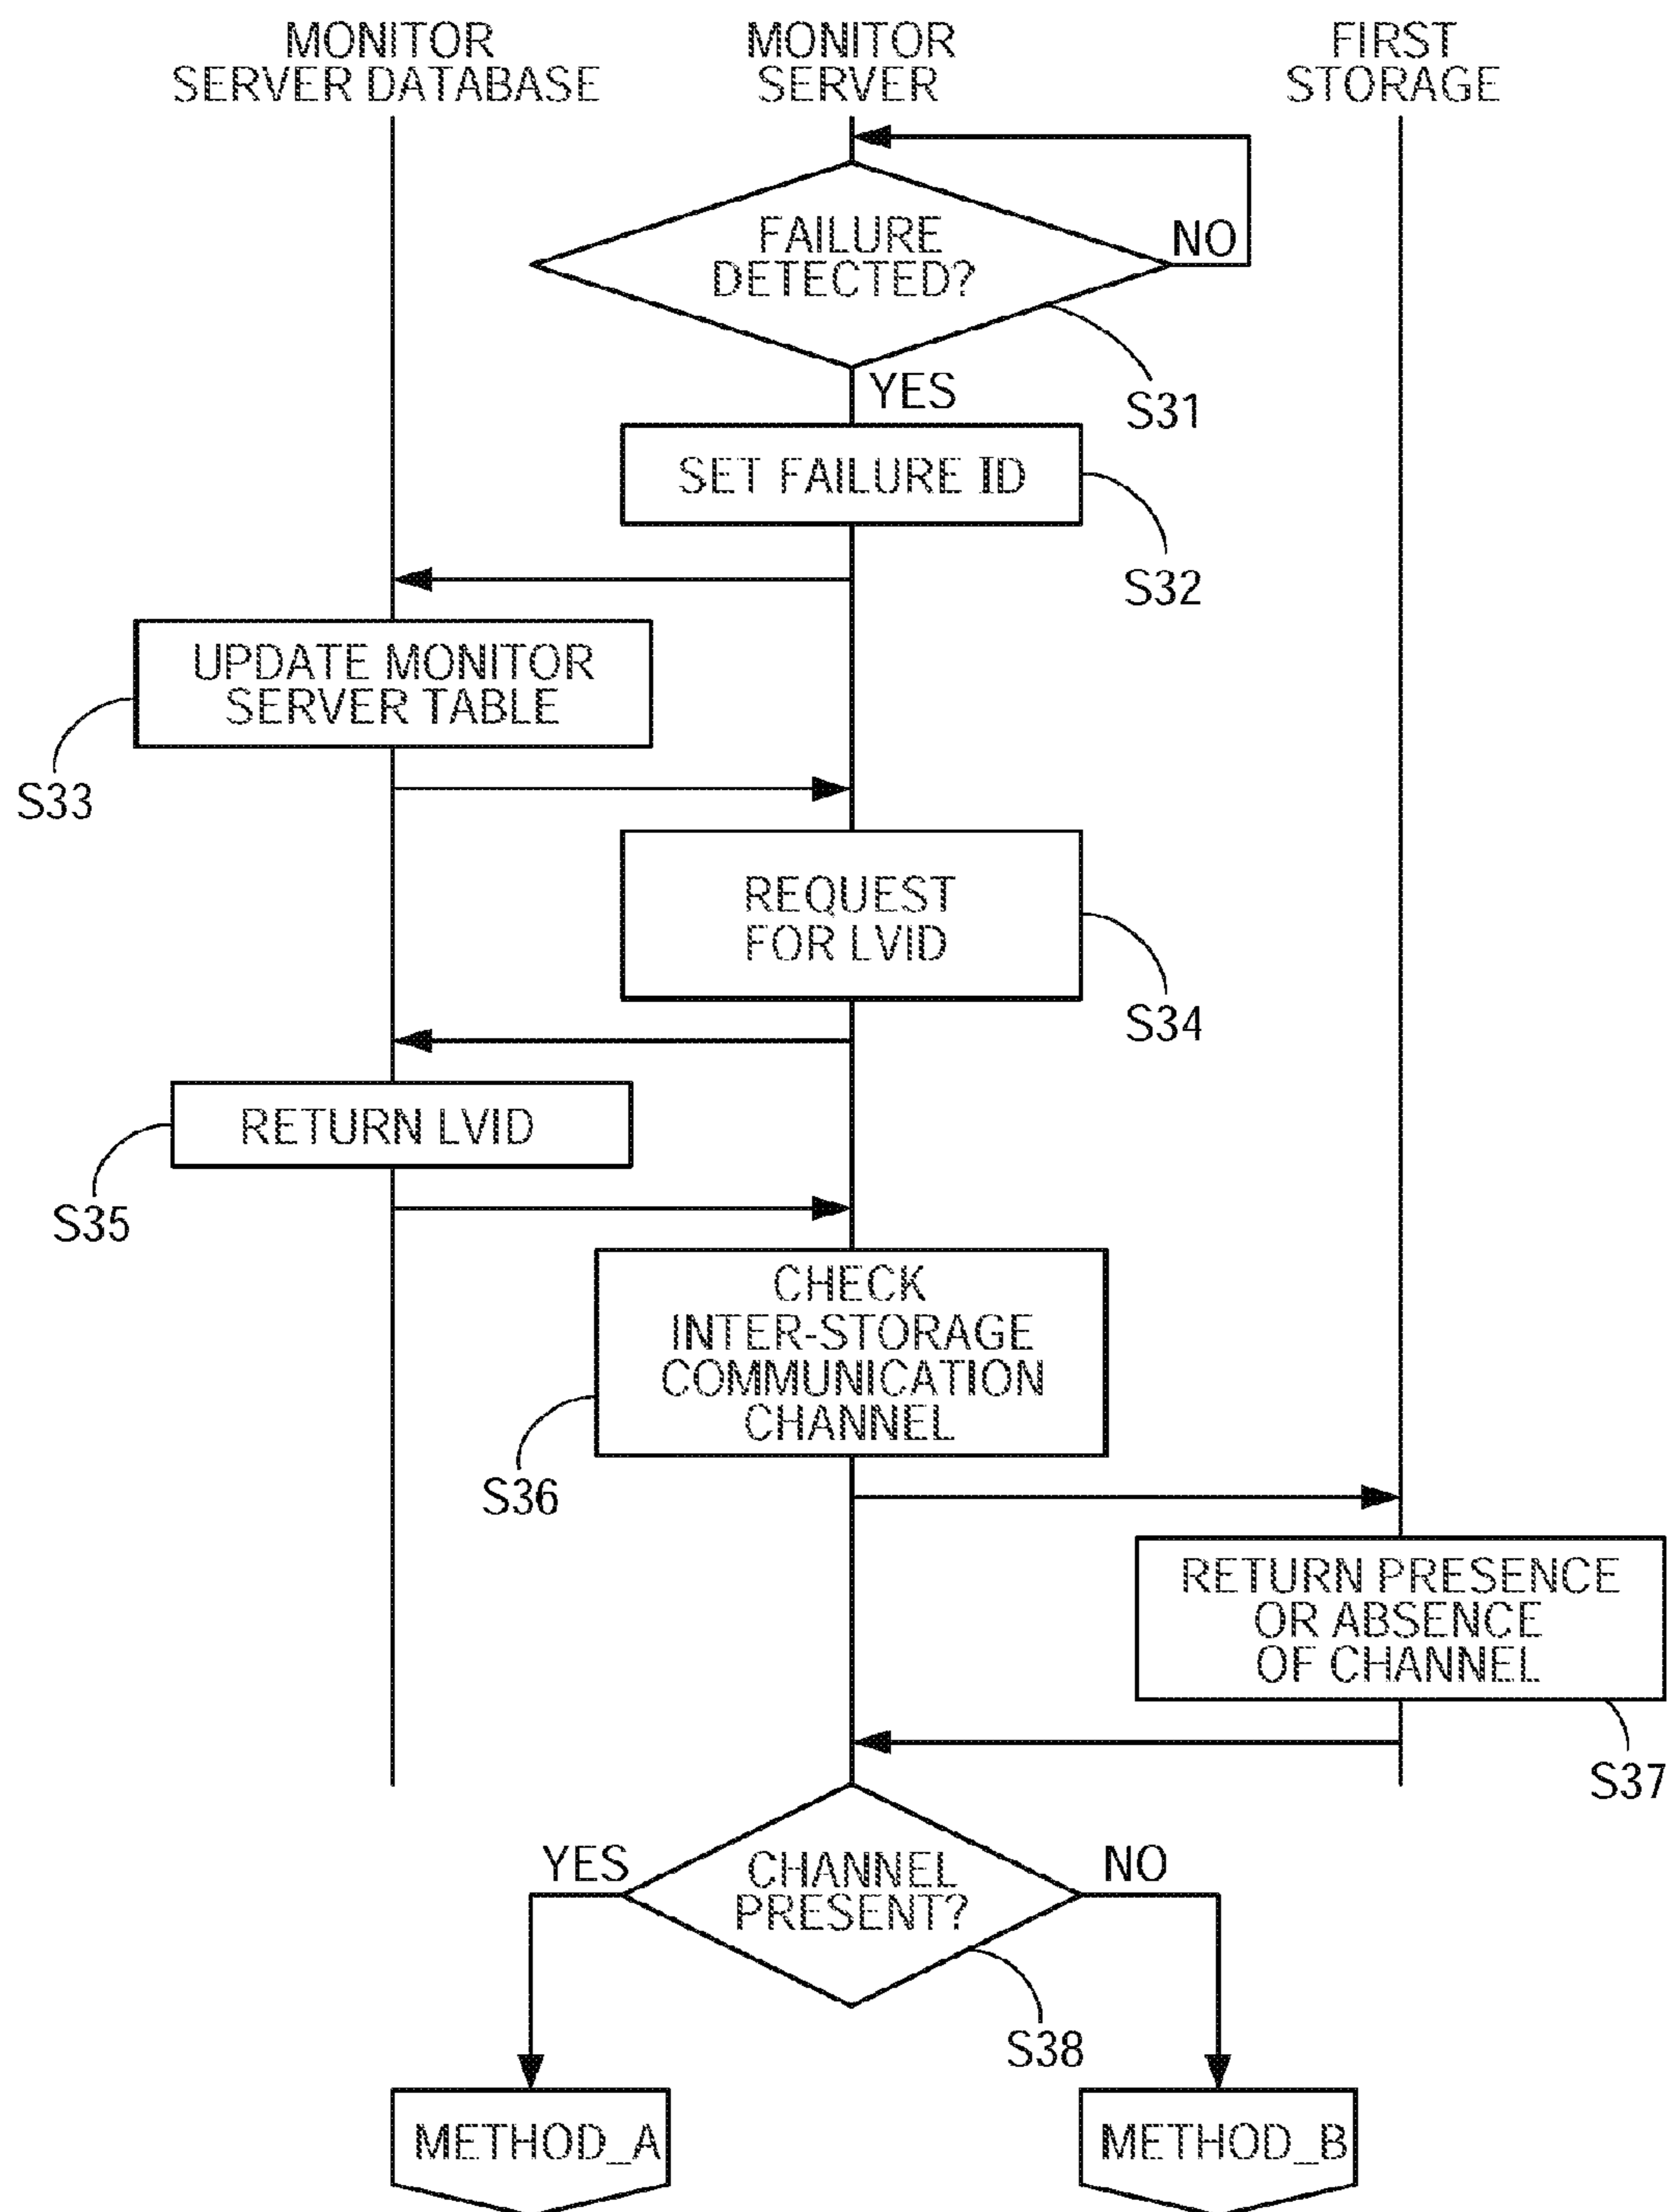 MONITOR
SERVER DATABASE
MONITOR
SERVER
FIRST
STORAGE
FAILURE
DETECTED?
NO
S31
YES
SET FAILURE ID
S32
UPDATE MONITOR
SERVER TABLE
S33
REQUEST
FOR LVID
S34
RETURN LVID
S35
CHECK
INTER-STORAGE
COMMUNICATION
CHANNEL
S36
RETURN PRESENCE
OR ABSENCE
OF CHANNEL
S37
YES
CHANNEL
PRESENT?
NO
S38
METHOD_A
METHOD_B